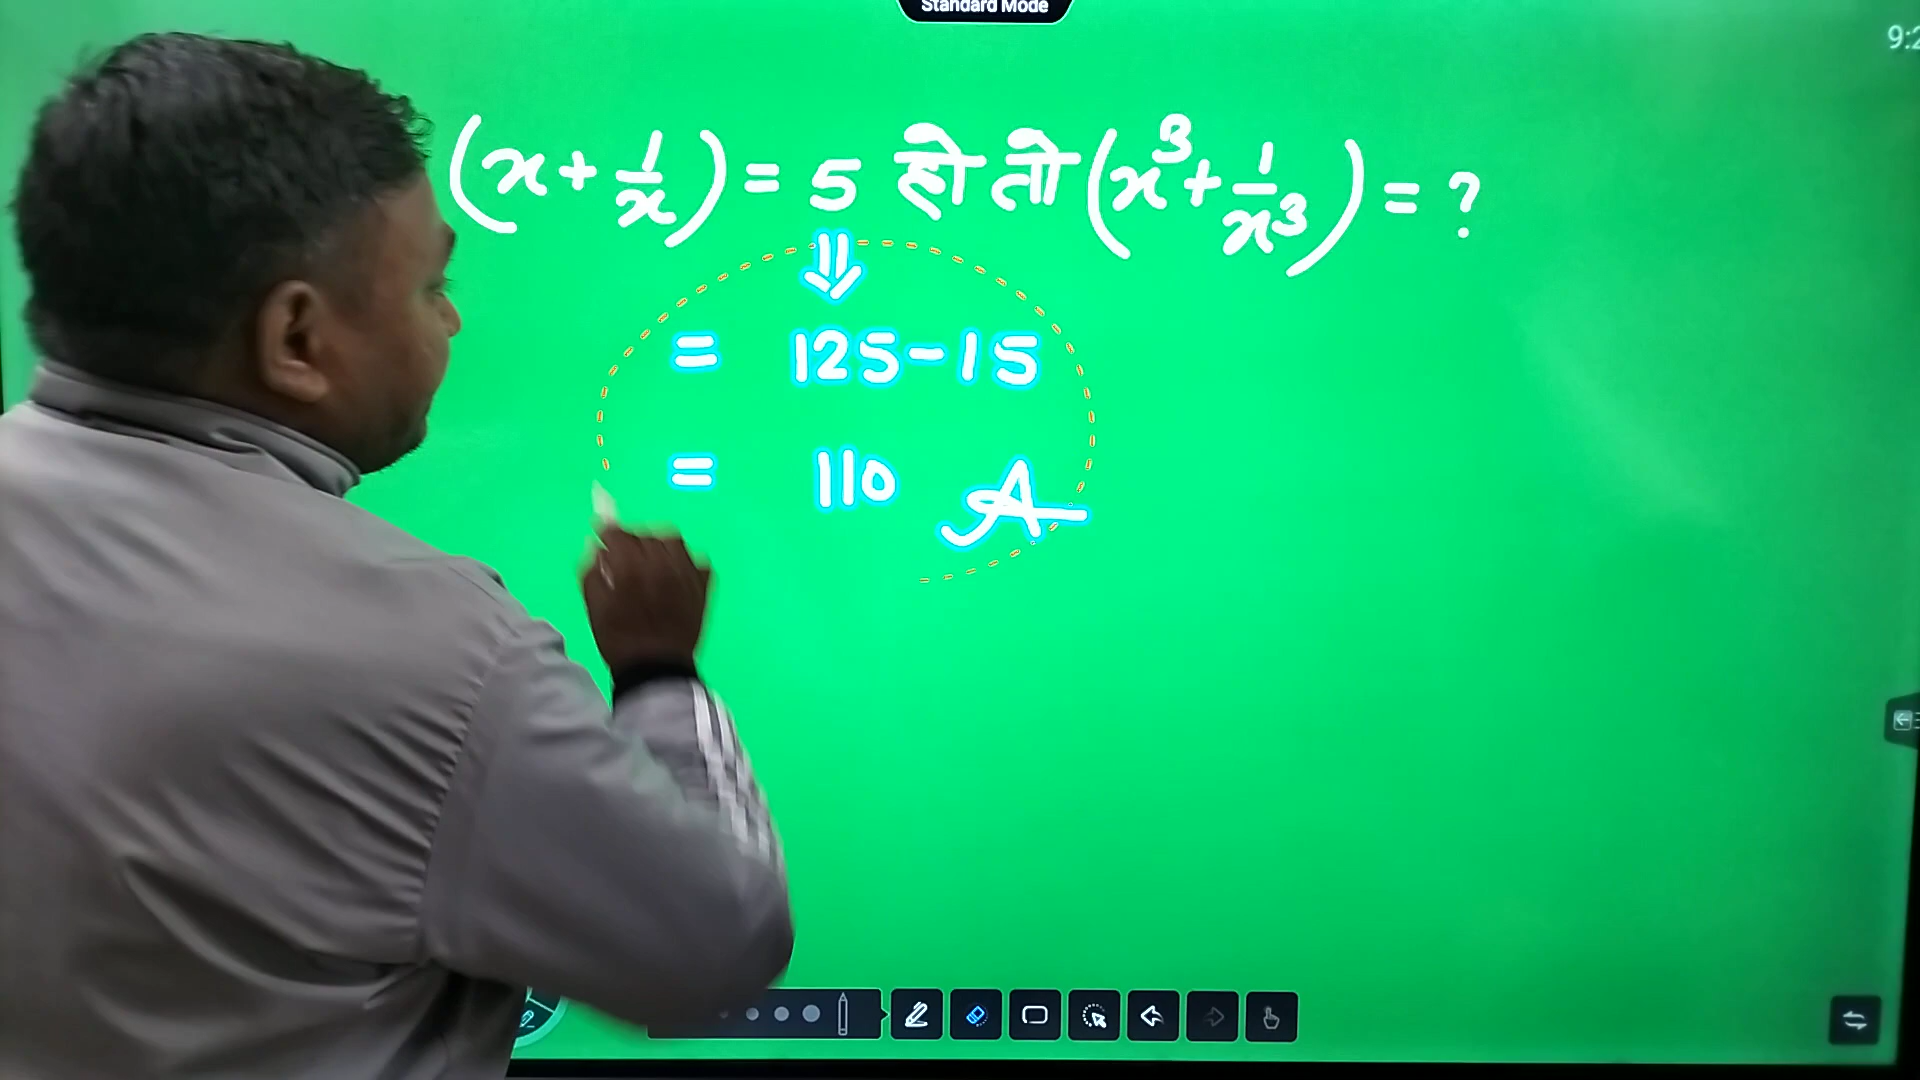 Standard Mode
9:2
(x + 1/x) = 5 हो तो (x³ + 1/x³) = ?
⇓
= 125 - 15
= 110 A